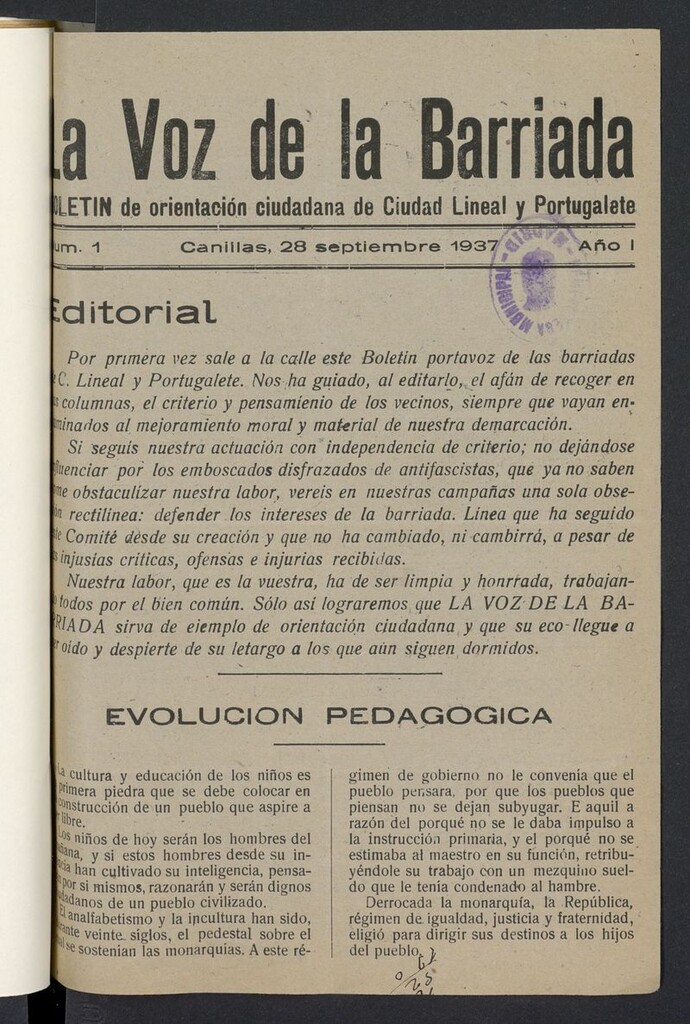 La Voz de la Barriada
OLETIN de orientación ciudadana de Ciudad Lineal y Portugalete
um. 1 Canillas, 28 septiembre 1937 Año I
MUNICIPAL MADRID
Editorial
Por prımera vez sale a la calle este Boletín portavoz de las barriadas
C. Lineal y Portugalete. Nos ha guiado, al editarlo, el afán de recoger en
s columnas, el criterio y pensamienio de los vecinos, siempre que vayan en-
minados al mejoramiento moral y material de nuestra demarcación.
Si seguis nuestra actuación con independencia de criterio; no dejándose
fluenciar por los emboscados disfrazados de antifascistas, que ya no saben
me obstaculizar nuestra labor, vereis en nuestras campañas una sola obse-
ón rectilinea: defender los intereses de la barriada. Linea que ha seguido
te Comité desde su creación y que no ha cambiado, ni cambirrá, a pesar de
s injusias críticas, ofensas e injurias recibidas.
Nuestra labor, que es la vuestra, ha de ser limpia y honrrada, trabajan-
o todos por el bien común. Sólo asi lograremos que LA VOZ DE LA BA-
RRIADA sirva de ejemplo de orientación ciudadana y que su eco llegue a
r oido y despierte de su letargo a los que aún siguen dormidos.
EVOLUCION PEDAGOGICA
La cultura y educación de los niños es
primera piedra que se debe colocar en
construcción de un pueblo que aspire a
r libre.
Los niños de hoy serán los hombres del
ñana, y si estos hombres desde su in-
cia han cultivado su inteligencia, pensa-
por si mismos, razonarán y serán dignos
dadanos de un pueblo civilizado.
El analfabetismo y la incultura han sido,
rante veinte siglos, el pedestal sobre el
al se sostenían las monarquías. A este ré-
gimen de gobierno no le convenía que el
pueblo pensara, por que los pueblos que
piensan no se dejan subyugar. E aquil a
razón del porqué no se le daba impulso a
la instrucción primaria, y el porqué no se
estimaba al maestro en su función, retribu-
yéndole su trabajo con un mezquino suel-
do que le tenía condenado al hambre.
Derrocada la monarquía, la República,
régimen de igualdad, justicia y fraternidad,
eligió para dirigir sus destinos a los hijos
del pueblo.